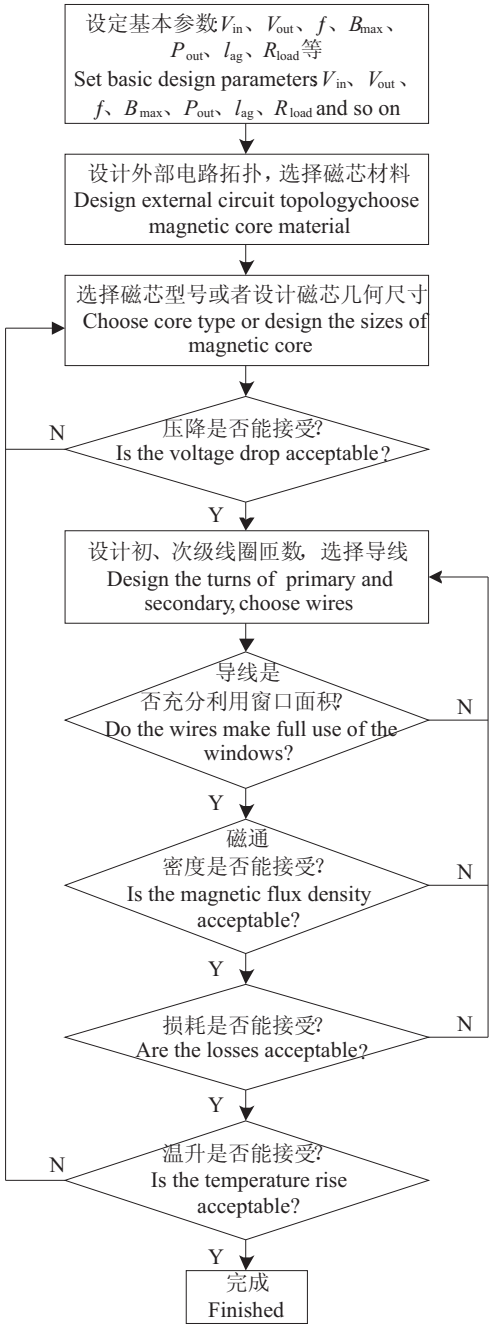 设定基本参数:Vin、Vout、f、Bmax、
Pout、lag、Rload等
Set basic design parameters Vin、Vout、
f、Bmax、Pout、lag、Rload and so on
设计外部电路拓扑,选择磁芯材料
Design external circuit topologychoose
magnetic core material
选择磁芯型号或者设计磁芯几何尺寸
Choose core type or design the sizes of
magnetic core
压降是否能接受?
Is the voltage drop acceptable?
N
Y
设计初、次级线圈匝数, 选择导线
Design the turns of primary and
secondary, choose wires
导线是
否充分利用窗口面积?
Do the wires make full use of the
windows?
N
Y
磁通
密度是否能接受?
Is the magnetic flux density
acceptable?
N
Y
损耗是否能接受?
Are the losses acceptable?
N
Y
温升是否能接受?
Is the temperature rise
acceptable?
N
Y
完成
Finished